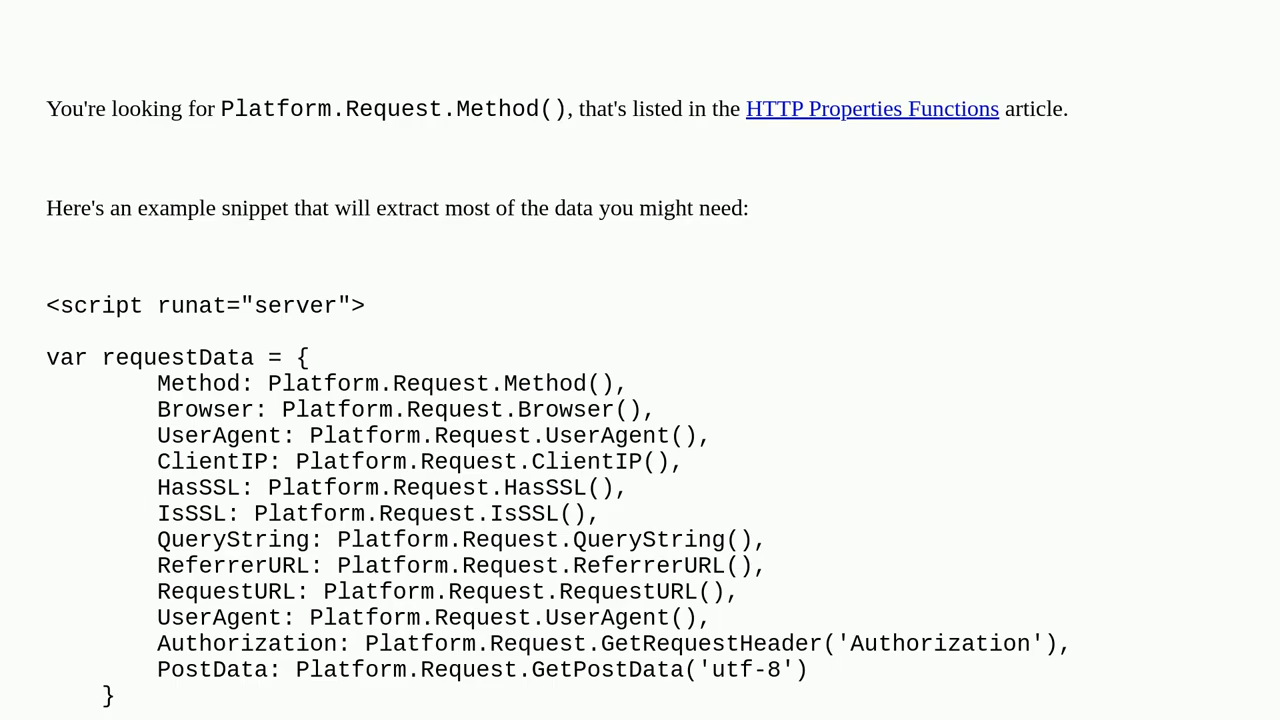 You're looking for Platform.Request.Method(), that's listed in the HTTP Properties Functions article.
Here's an example snippet that will extract most of the data you might need:
<script runat="server">
var requestData = {
        Method: Platform.Request.Method(),
        Browser: Platform.Request.Browser(),
        UserAgent: Platform.Request.UserAgent(),
        ClientIP: Platform.Request.ClientIP(),
        HasSSL: Platform.Request.HasSSL(),
        IsSSL: Platform.Request.IsSSL(),
        QueryString: Platform.Request.QueryString(),
        ReferrerURL: Platform.Request.ReferrerURL(),
        RequestURL: Platform.Request.RequestURL(),
        UserAgent: Platform.Request.UserAgent(),
        Authorization: Platform.Request.GetRequestHeader('Authorization'),
        PostData: Platform.Request.GetPostData('utf-8')
    }